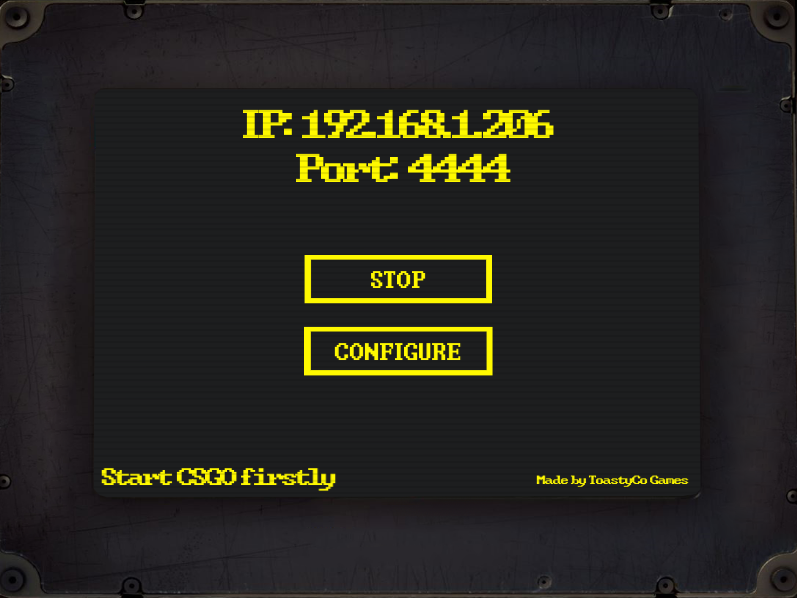 IP: 192.168.1.206
Port: 4444
STOP
CONFIGURE
Start CSGO firstly
Made by ToastyCo Games